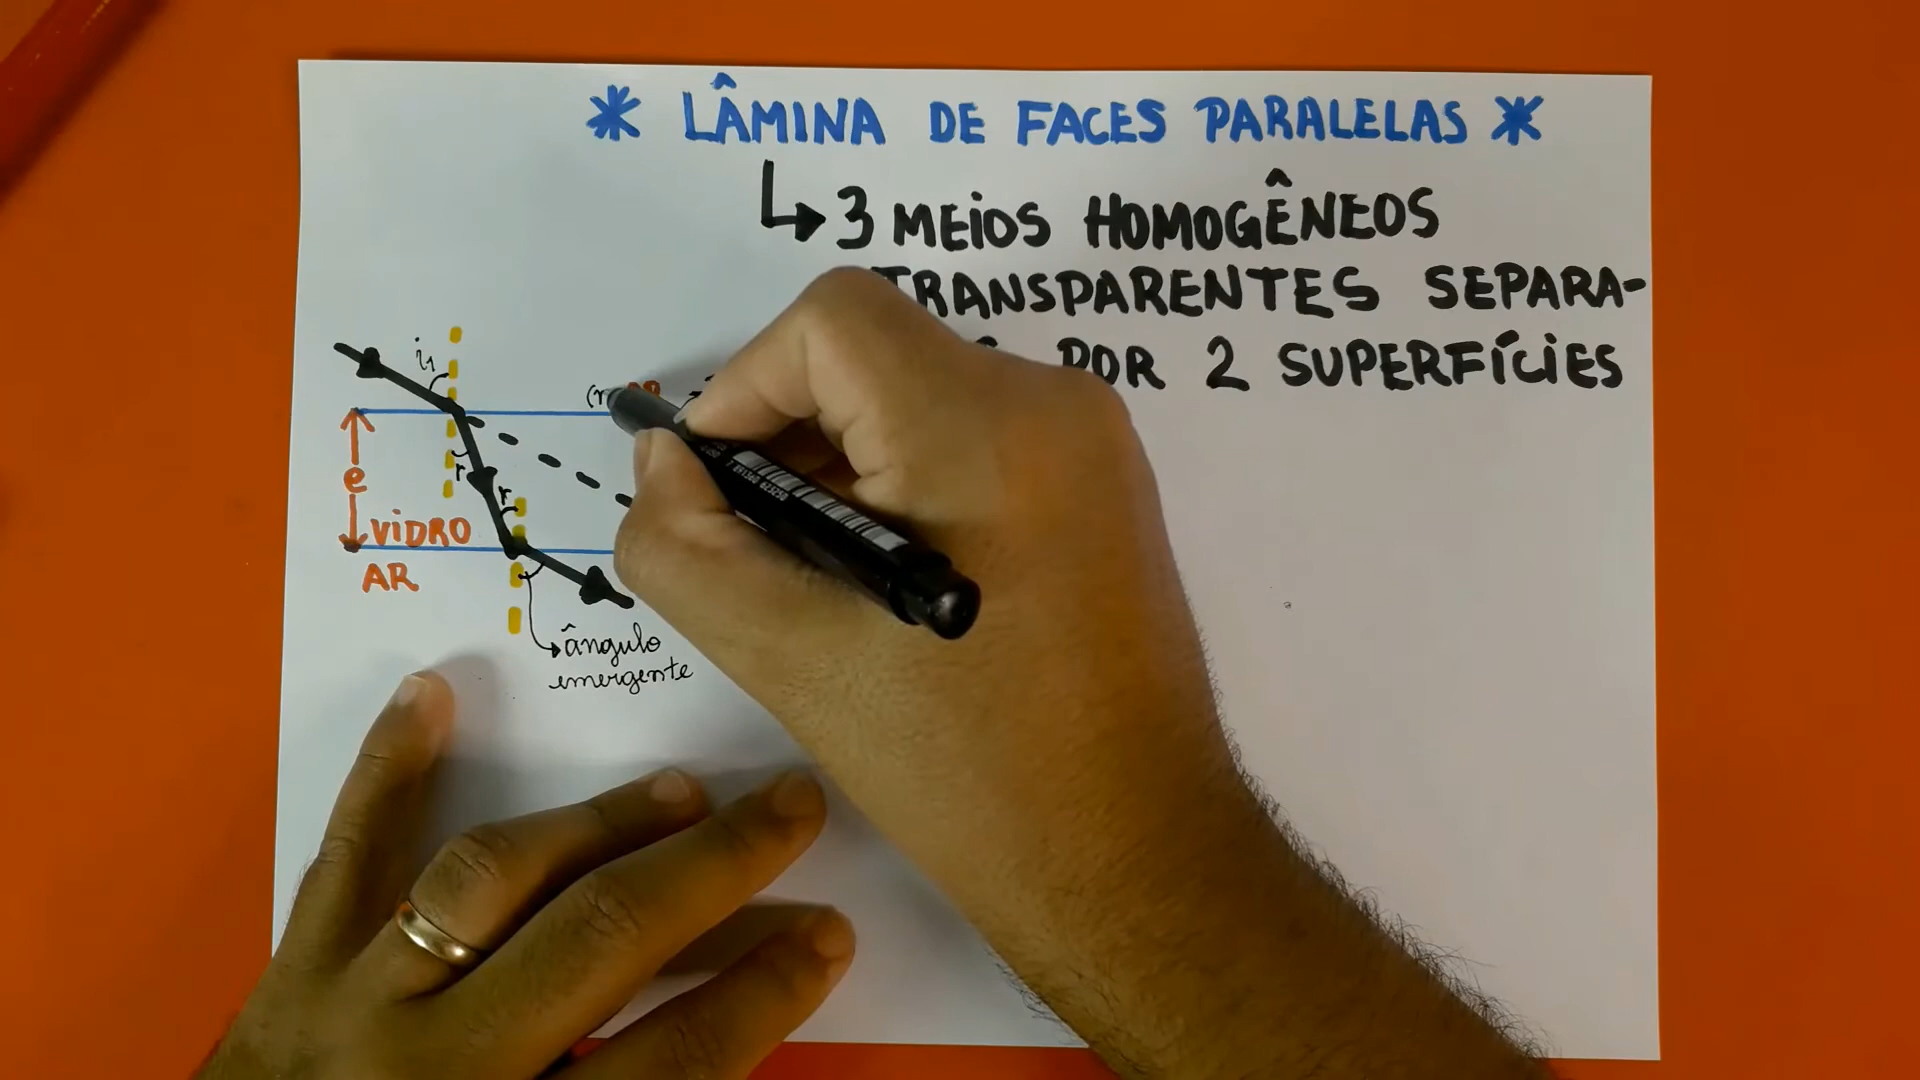 * LÂMINA DE FACES PARALELAS *
↳ 3 MEIOS HOMOGÊNEOS
TRANSPARENTES SEPARA-
POR 2 SUPERFÍCIES
i1
e
r
r
VIDRO
AR
ângulo
emergente